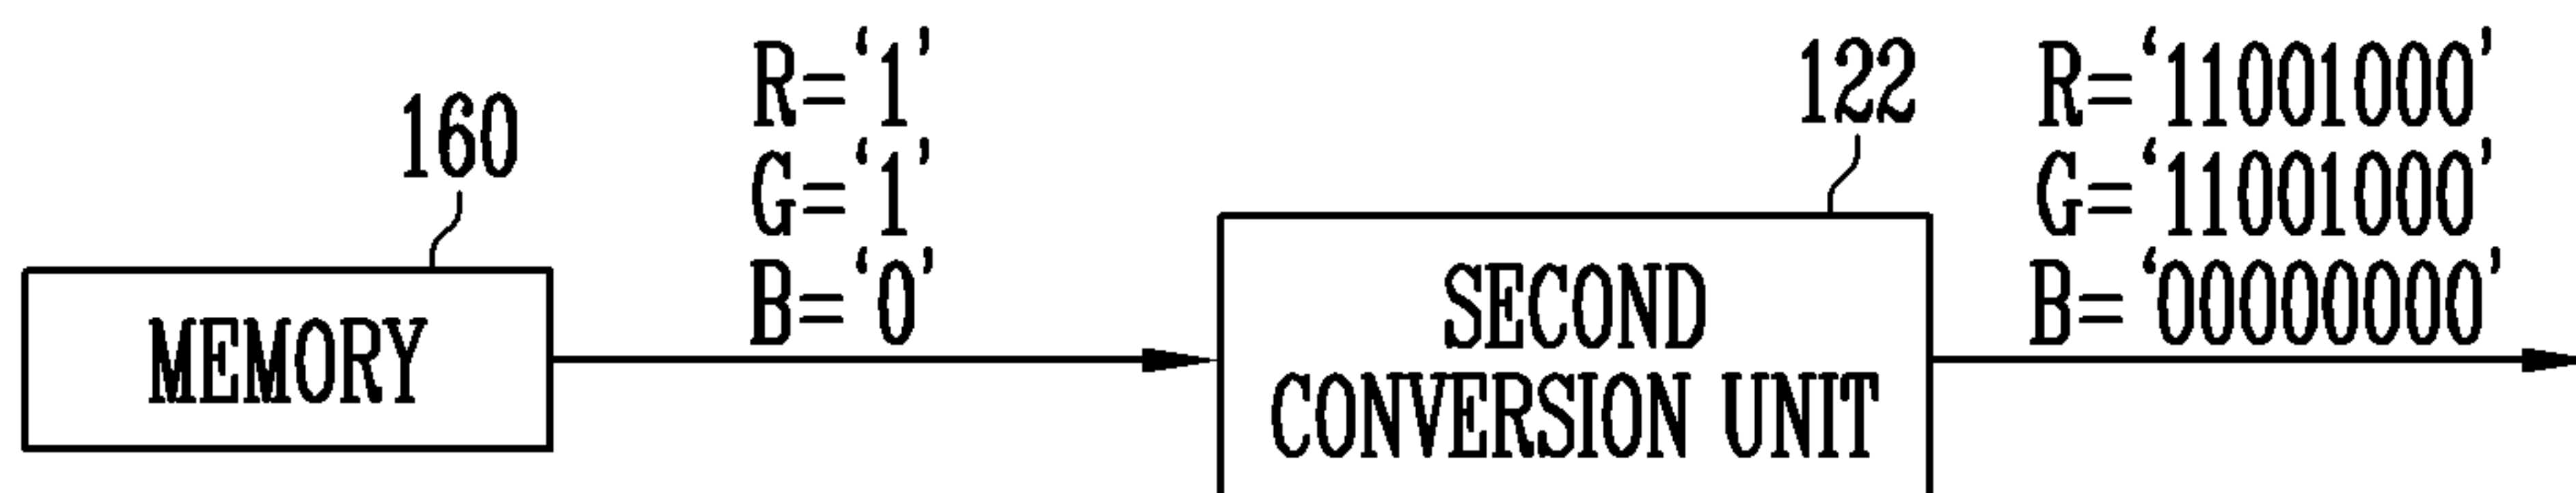 160
MEMORY
R=‘1’
G=‘1’
B=‘0’
122
SECOND
CONVERSION UNIT
R=‘11001000’
G=‘11001000’
B=‘00000000’